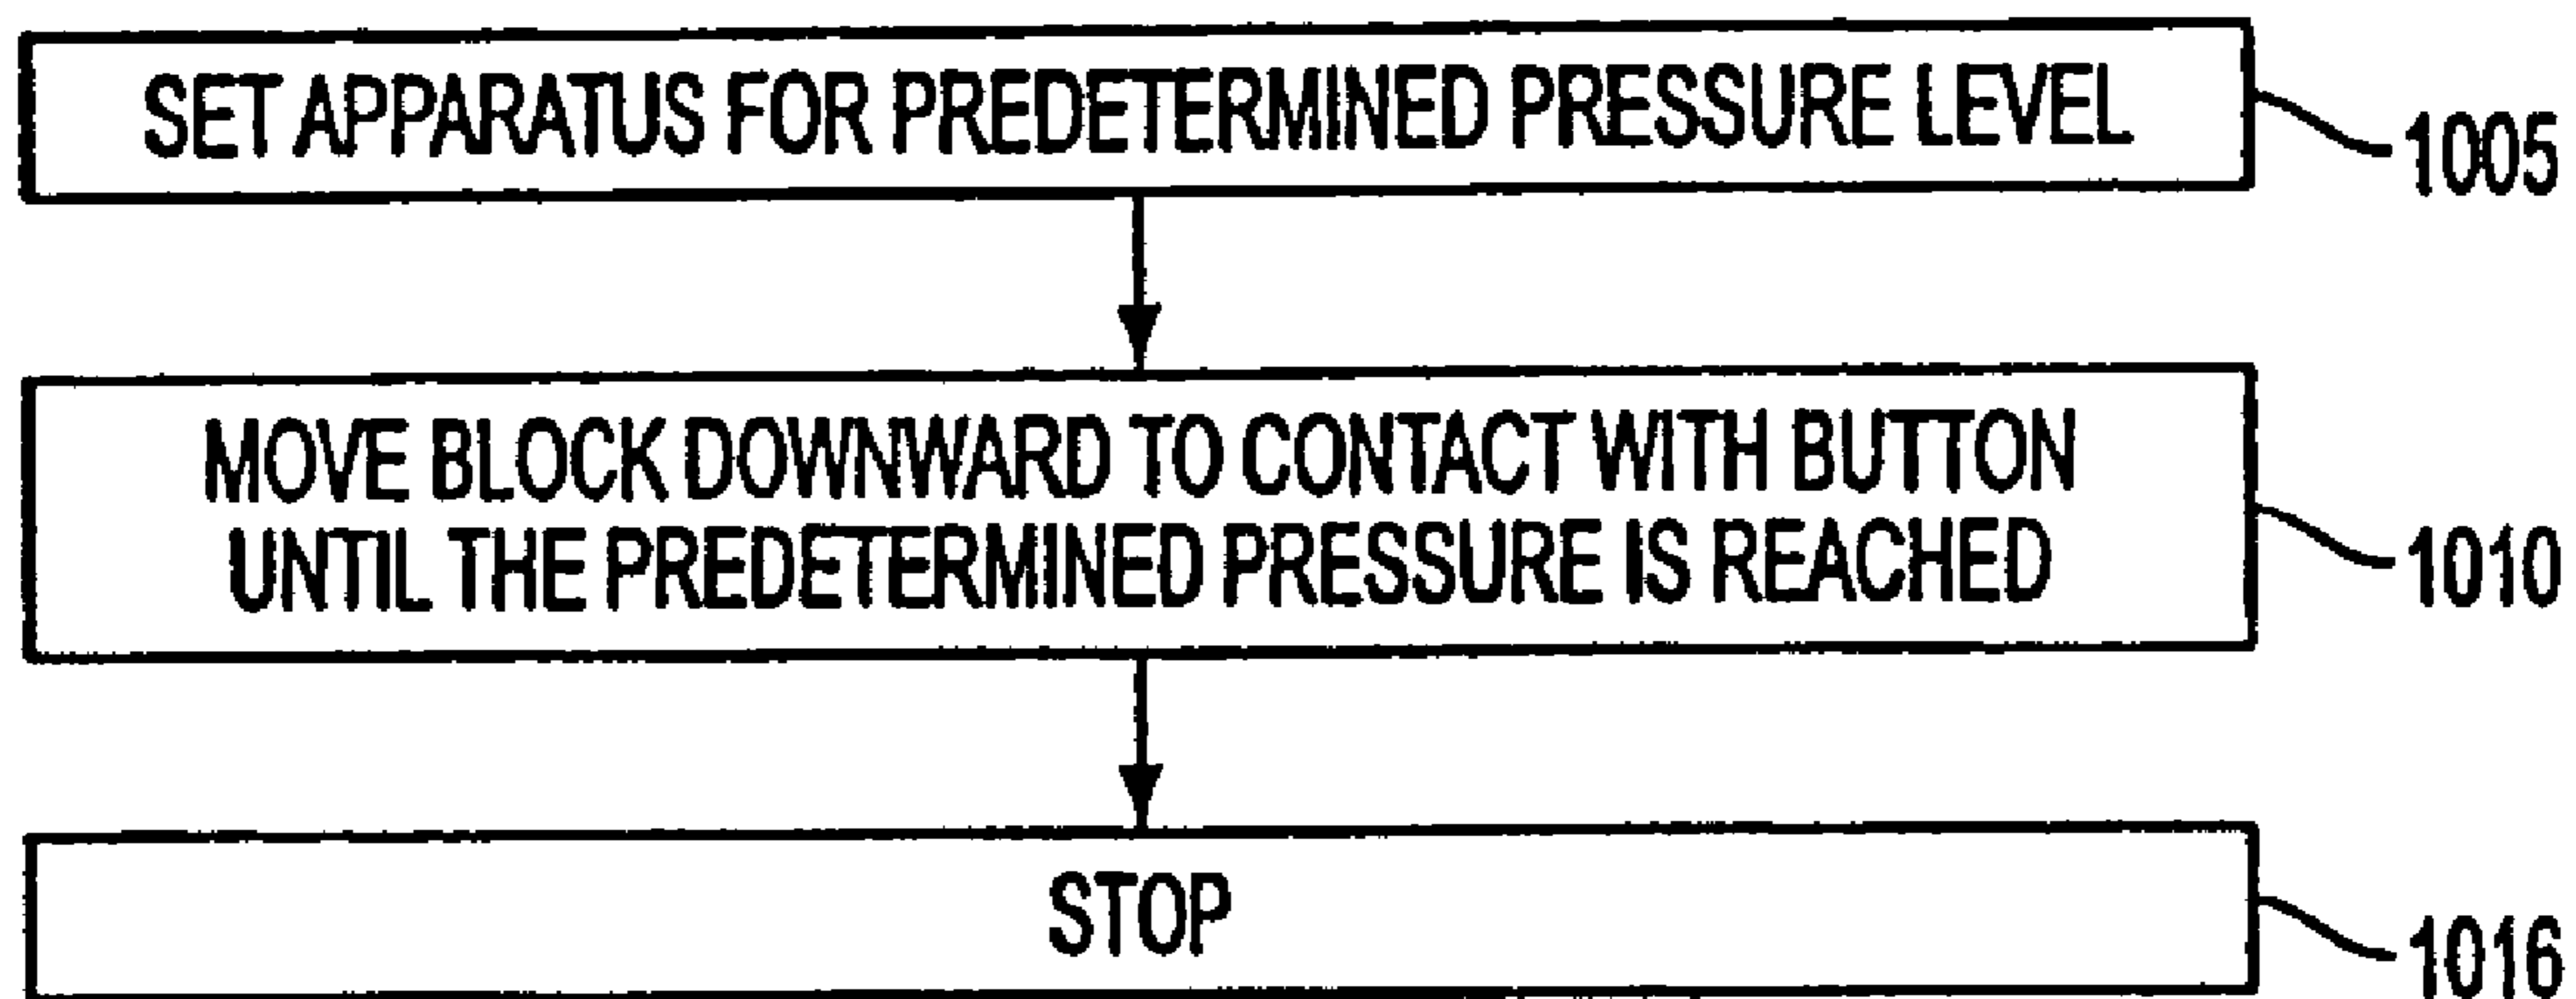 SET APPARATUS FOR PREDETERMINED PRESSURE LEVEL
1005
MOVE BLOCK DOWNWARD TO CONTACT WITH BUTTON
UNTIL THE PREDETERMINED PRESSURE IS REACHED
1010
STOP
1016